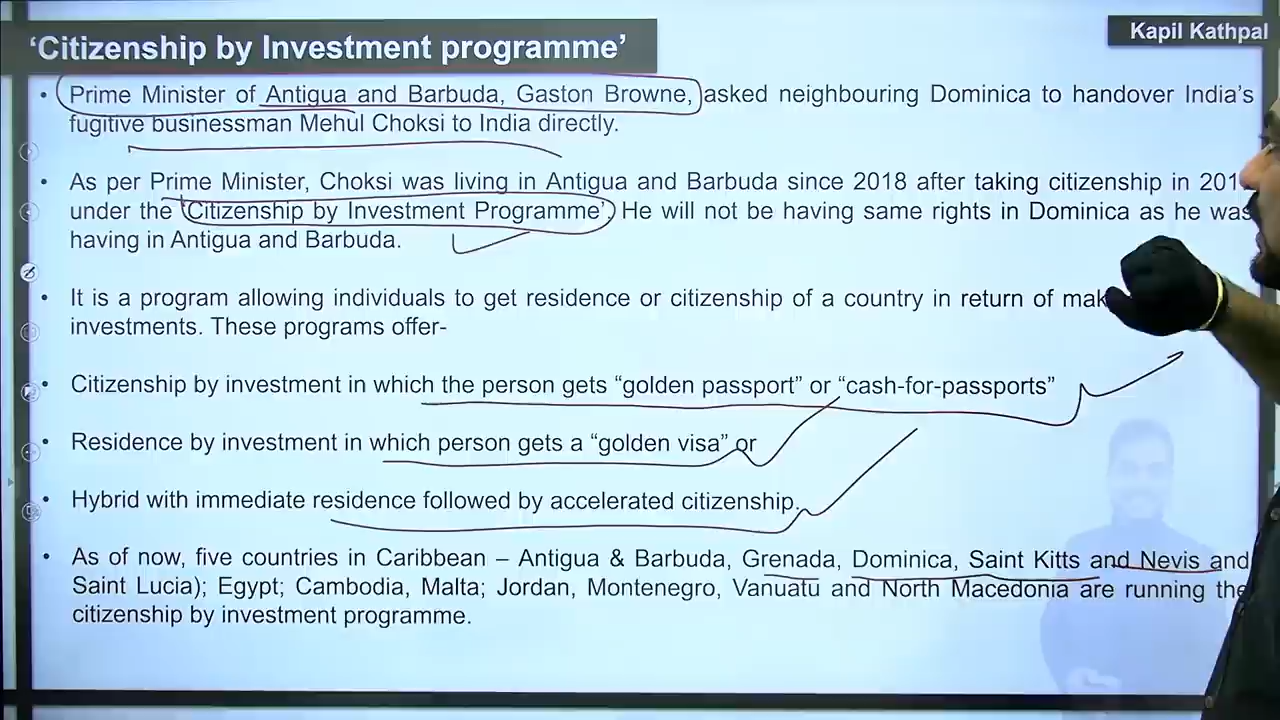 ‘Citizenship by Investment programme’
Kapil Kathpal
• Prime Minister of Antigua and Barbuda, Gaston Browne, asked neighbouring Dominica to handover India’s
fugitive businessman Mehul Choksi to India directly.
• As per Prime Minister, Choksi was living in Antigua and Barbuda since 2018 after taking citizenship in
under the ‘Citizenship by Investment Programme’. He will not be having same rights in Dominica as he was
having in Antigua and Barbuda.
• It is a program allowing individuals to get residence or citizenship of a country in return of
investments. These programs offer-
• Citizenship by investment in which the person gets “golden passport” or “cash-for-passports”
• Residence by investment in which person gets a “golden visa” or
• Hybrid with immediate residence followed by accelerated citizenship.
• As of now, five countries in Caribbean – Antigua & Barbuda, Grenada, Dominica, Saint Kitts and Nevis and
Saint Lucia); Egypt; Cambodia, Malta; Jordan, Montenegro, Vanuatu and North Macedonia are running the
citizenship by investment programme.